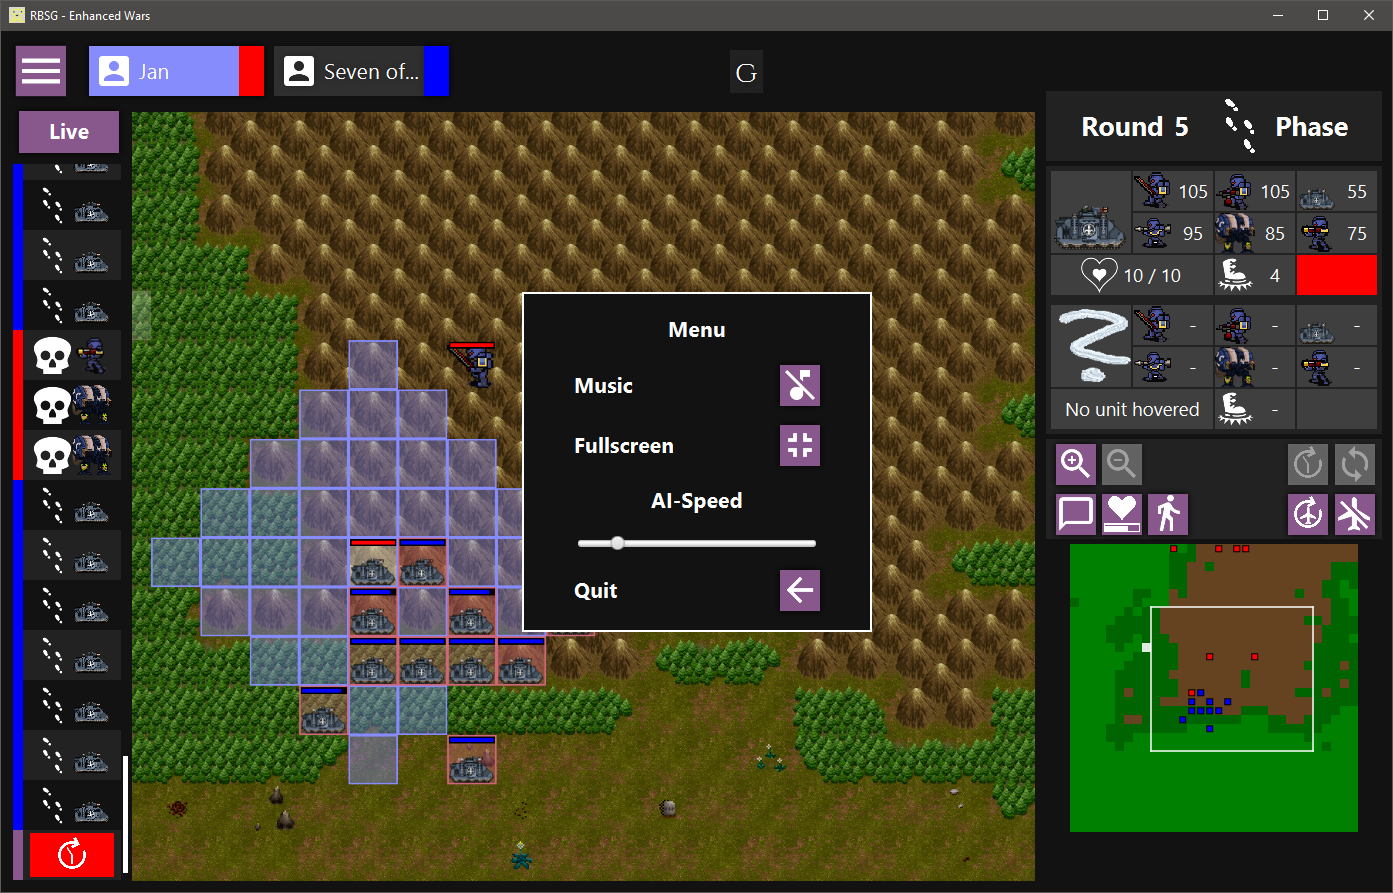 RBSG - Enhanced Wars
Jan
Seven of...
G
Live
Round 5
Phase
105
105
55
95
85
75
10 / 10
4
-
-
-
-
-
-
No unit hovered
-
Menu
Music
Fullscreen
AI-Speed
Quit